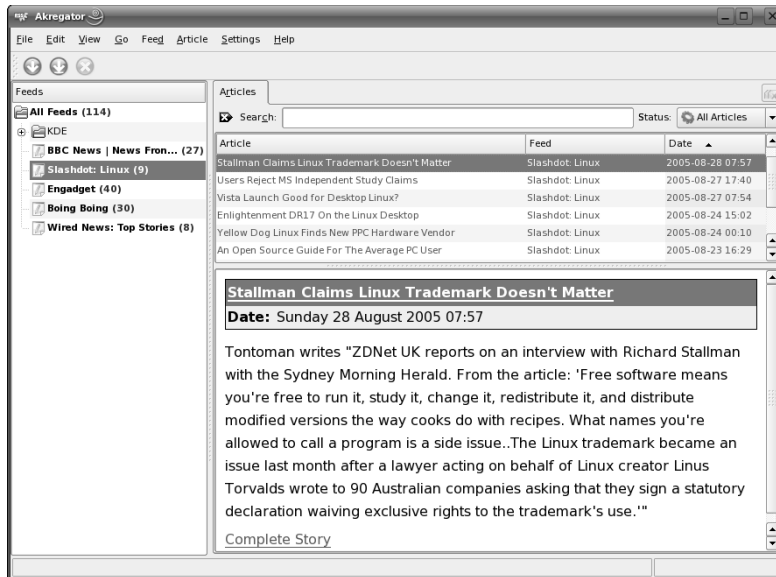 Akregator
File Edit View Go Feed Article Settings Help
Feeds
All Feeds (114)
KDE
BBC News | News Fron... (27)
Slashdot: Linux (9)
Engadget (40)
Boing Boing (30)
Wired News: Top Stories (8)
Articles
Search: Status: All Articles
Article Feed Date
Stallman Claims Linux Trademark Doesn't Matter Slashdot: Linux 2005-08-28 07:57
Users Reject MS Independent Study Claims Slashdot: Linux 2005-08-27 17:40
Vista Launch Good for Desktop Linux? Slashdot: Linux 2005-08-27 07:54
Enlightenment DR17 On the Linux Desktop Slashdot: Linux 2005-08-24 15:02
Yellow Dog Linux Finds New PPC Hardware Vendor Slashdot: Linux 2005-08-24 00:10
An Open Source Guide For The Average PC User Slashdot: Linux 2005-08-23 16:29
Stallman Claims Linux Trademark Doesn't Matter
Date: Sunday 28 August 2005 07:57
Tontoman writes "ZDNet UK reports on an interview with Richard Stallman
with the Sydney Morning Herald. From the article: 'Free software means
you're free to run it, study it, change it, redistribute it, and distribute
modified versions the way cooks do with recipes. What names you're
allowed to call a program is a side issue..The Linux trademark became an
issue last month after a lawyer acting on behalf of Linux creator Linus
Torvalds wrote to 90 Australian companies asking that they sign a statutory
declaration waiving exclusive rights to the trademark's use.'"
Complete Story